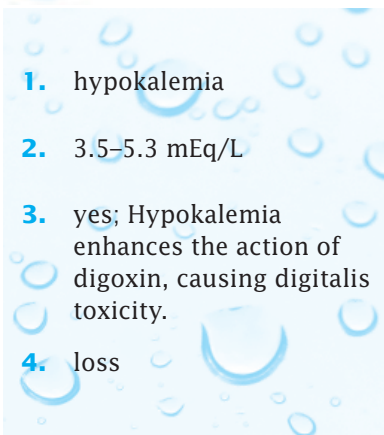 1. hypokalemia
2. 3.5–5.3 mEq/L
3. yes; Hypokalemia
enhances the action of
digoxin, causing digitalis
toxicity.
4. loss